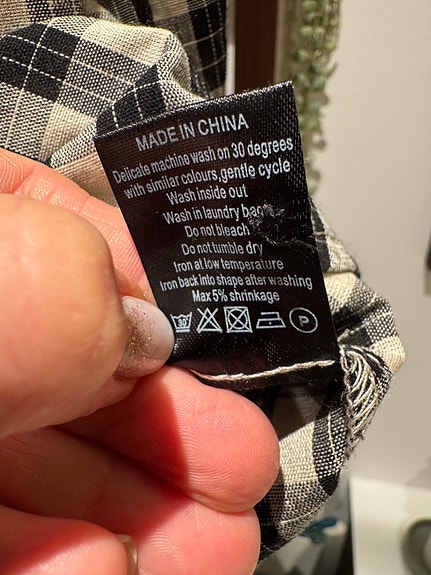 MADE IN CHINA
Delicate machine wash on 30 degrees
with similar colours,gentle cycle
Wash inside out
Wash in laundry bag
Do not bleach
Do not tumble dry
Iron at low temperature
Iron back into shape after washing
Max 5% shrinkage
30° P